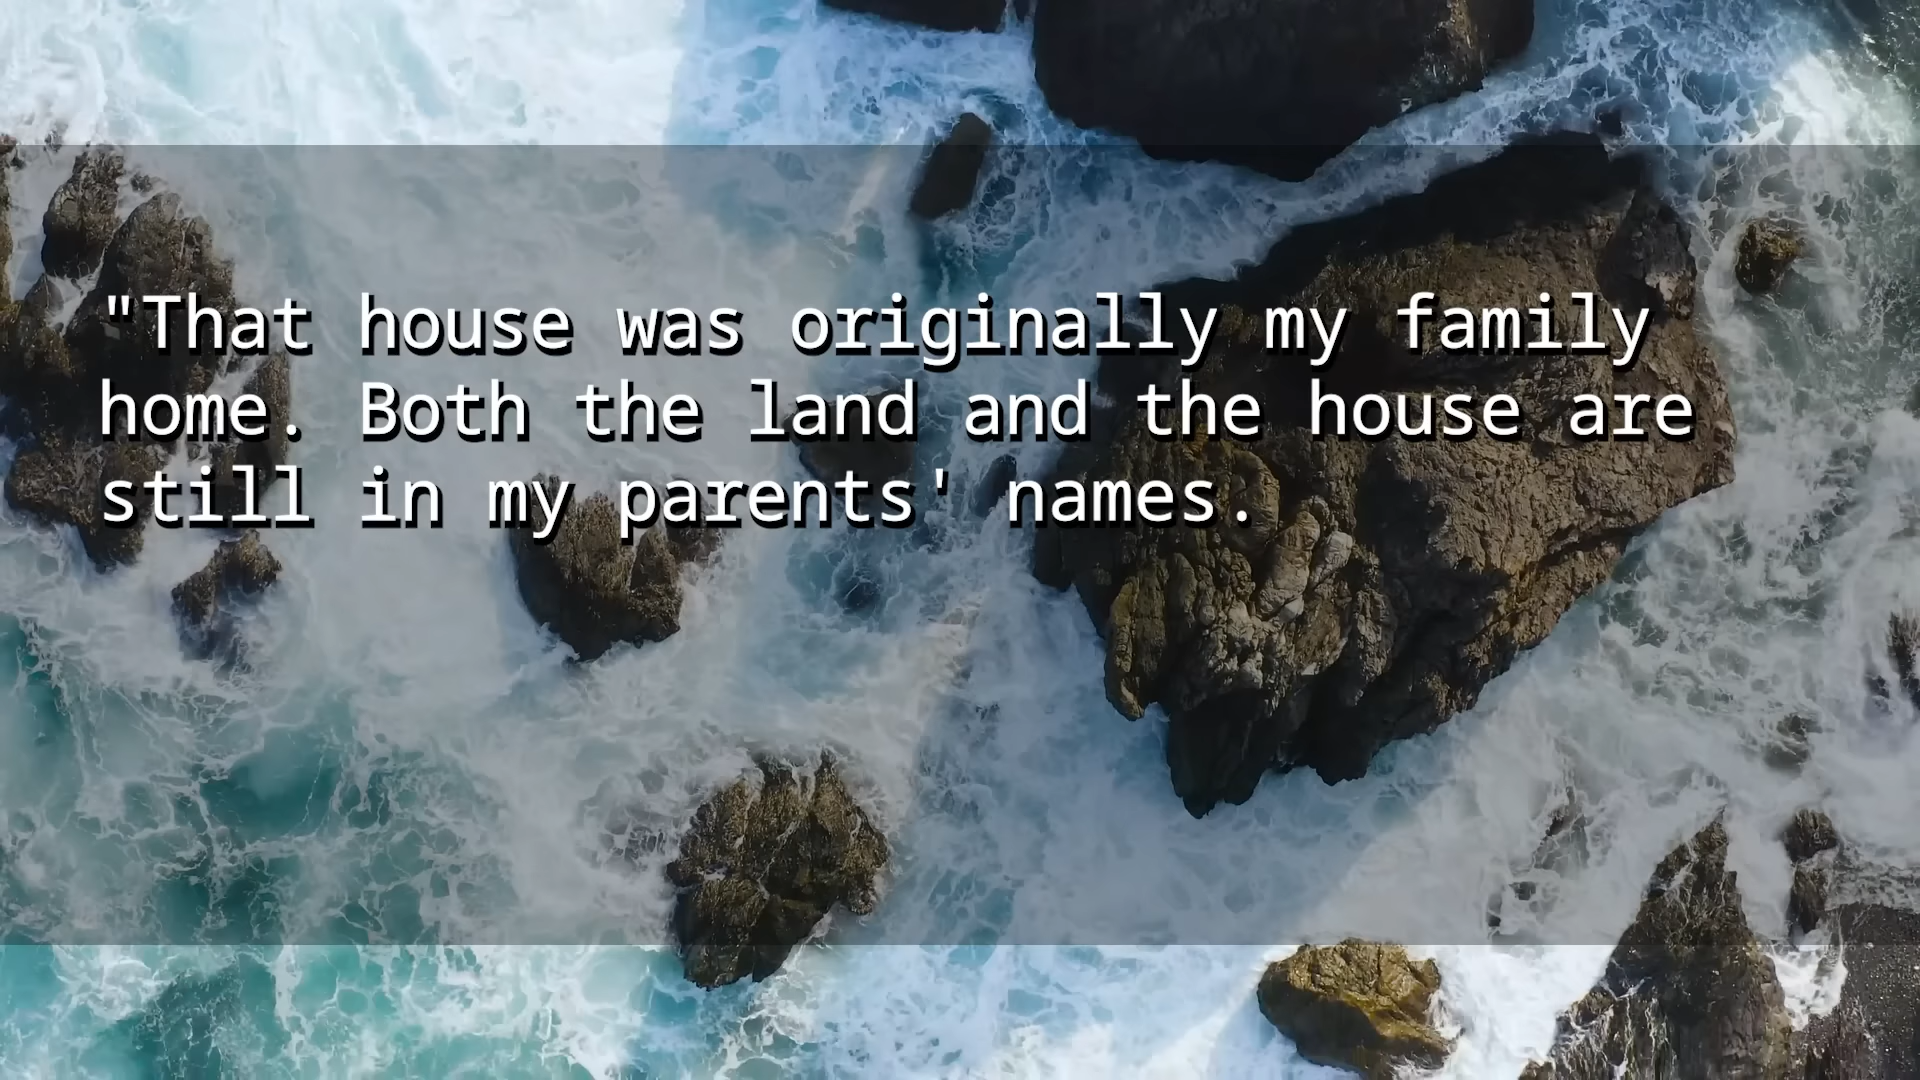 "That house was originally my family
home. Both the land and the house are
still in my parents' names.